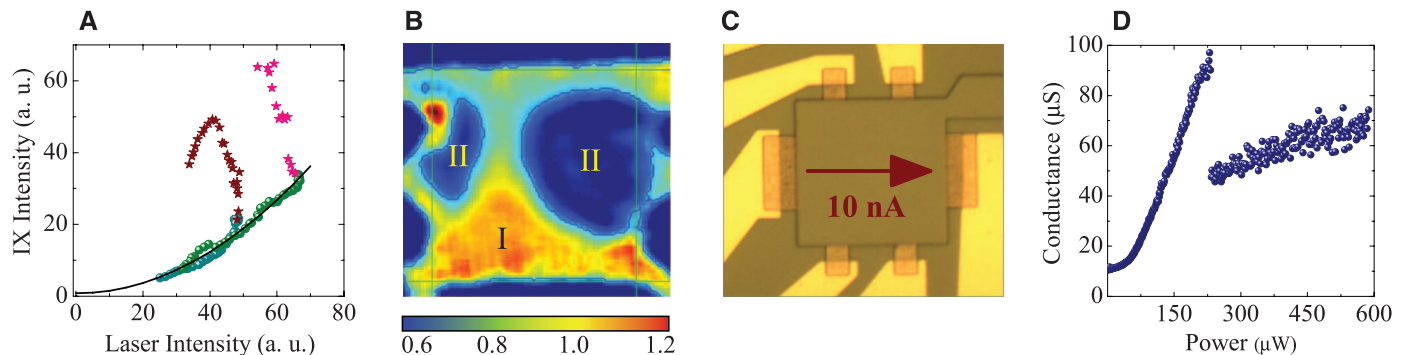 A
IX Intensity (a. u.)
60
40
20
0
0 20 40 60 80
Laser Intensity (a. u.)
B
II
II
I
0.6 0.8 1.0 1.2
C
10 nA
D
Conductance (μS)
100
80
60
40
20
0
150 300 450 600
Power (μW)